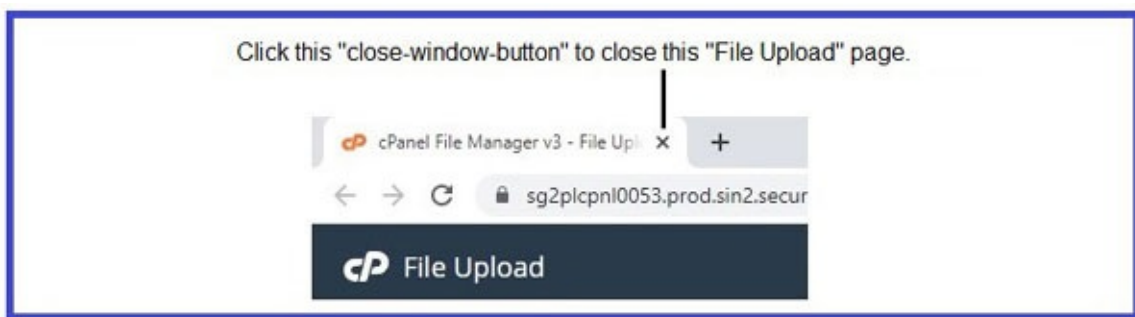 Click this "close-window-button" to close this "File Upload" page.
cPanel File Manager v3 - File Upl
sg2plcpnl0053.prod.sin2.secur
cP File Upload